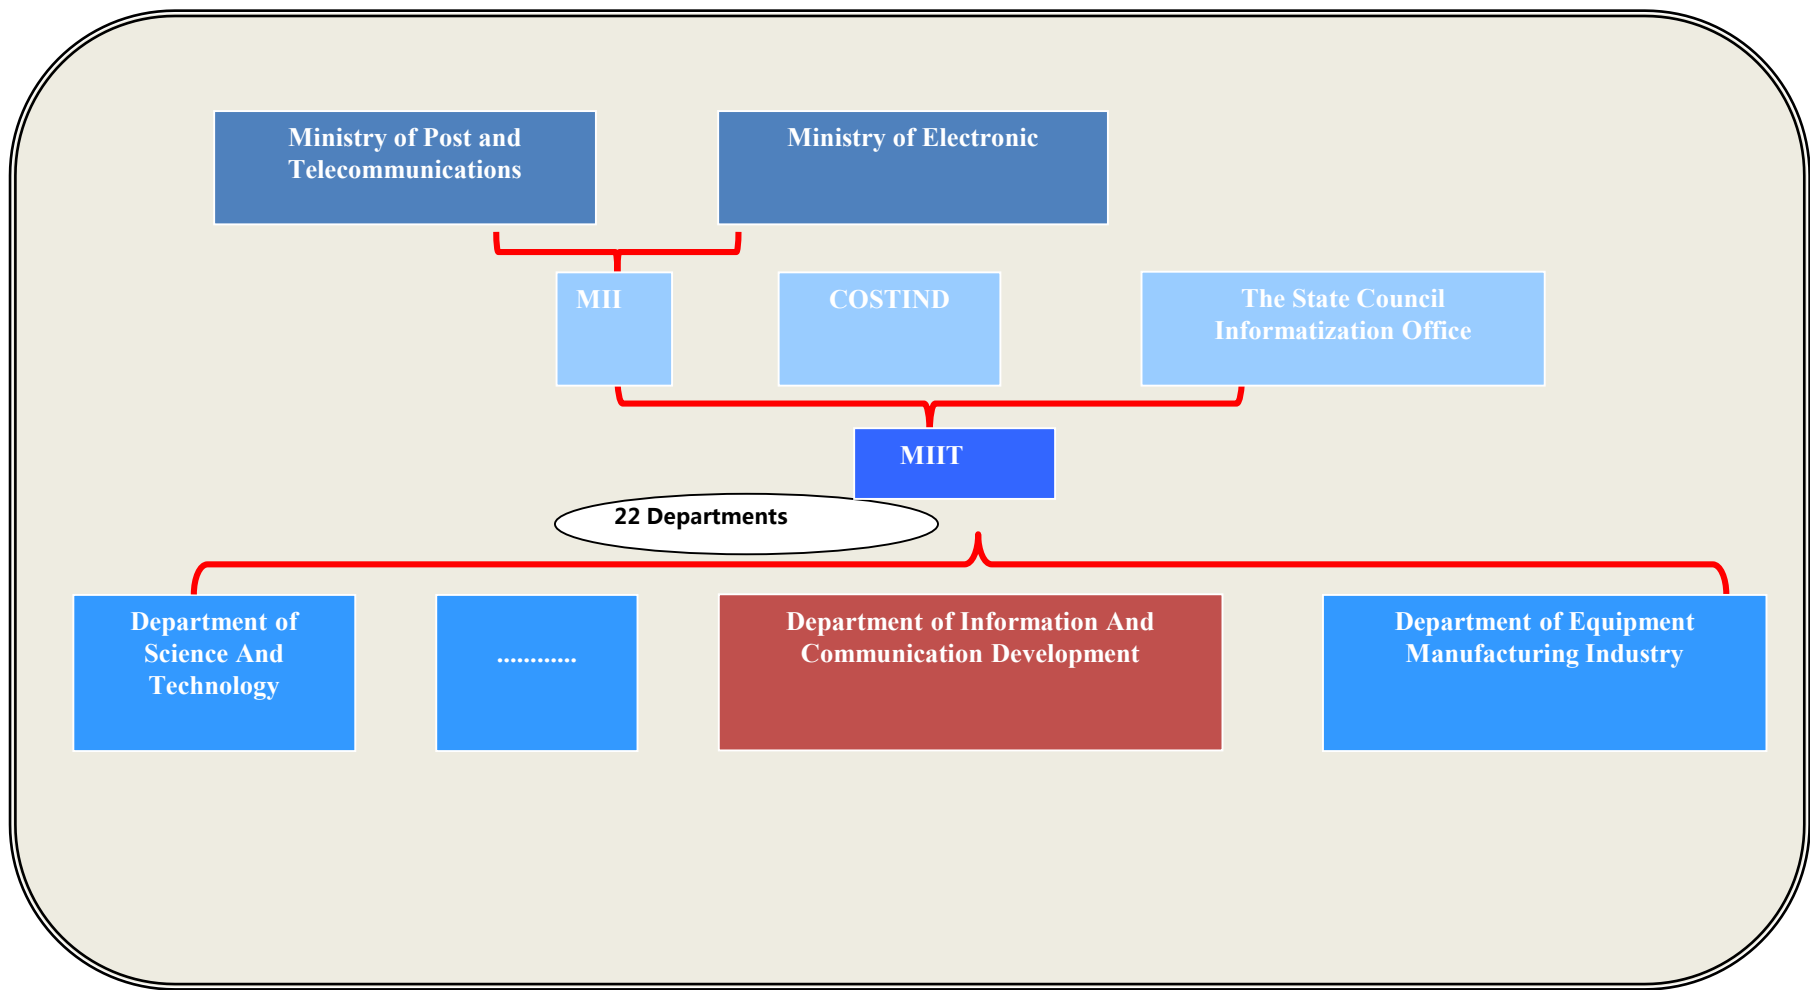 Ministry of Post and
Telecommunications
Ministry of Electronic
MII
COSTIND
The State Council
Informatization Office
MIIT
22 Departments
Department of
Science And
Technology
............
Department of Information And
Communication Development
Department of Equipment
Manufacturing Industry